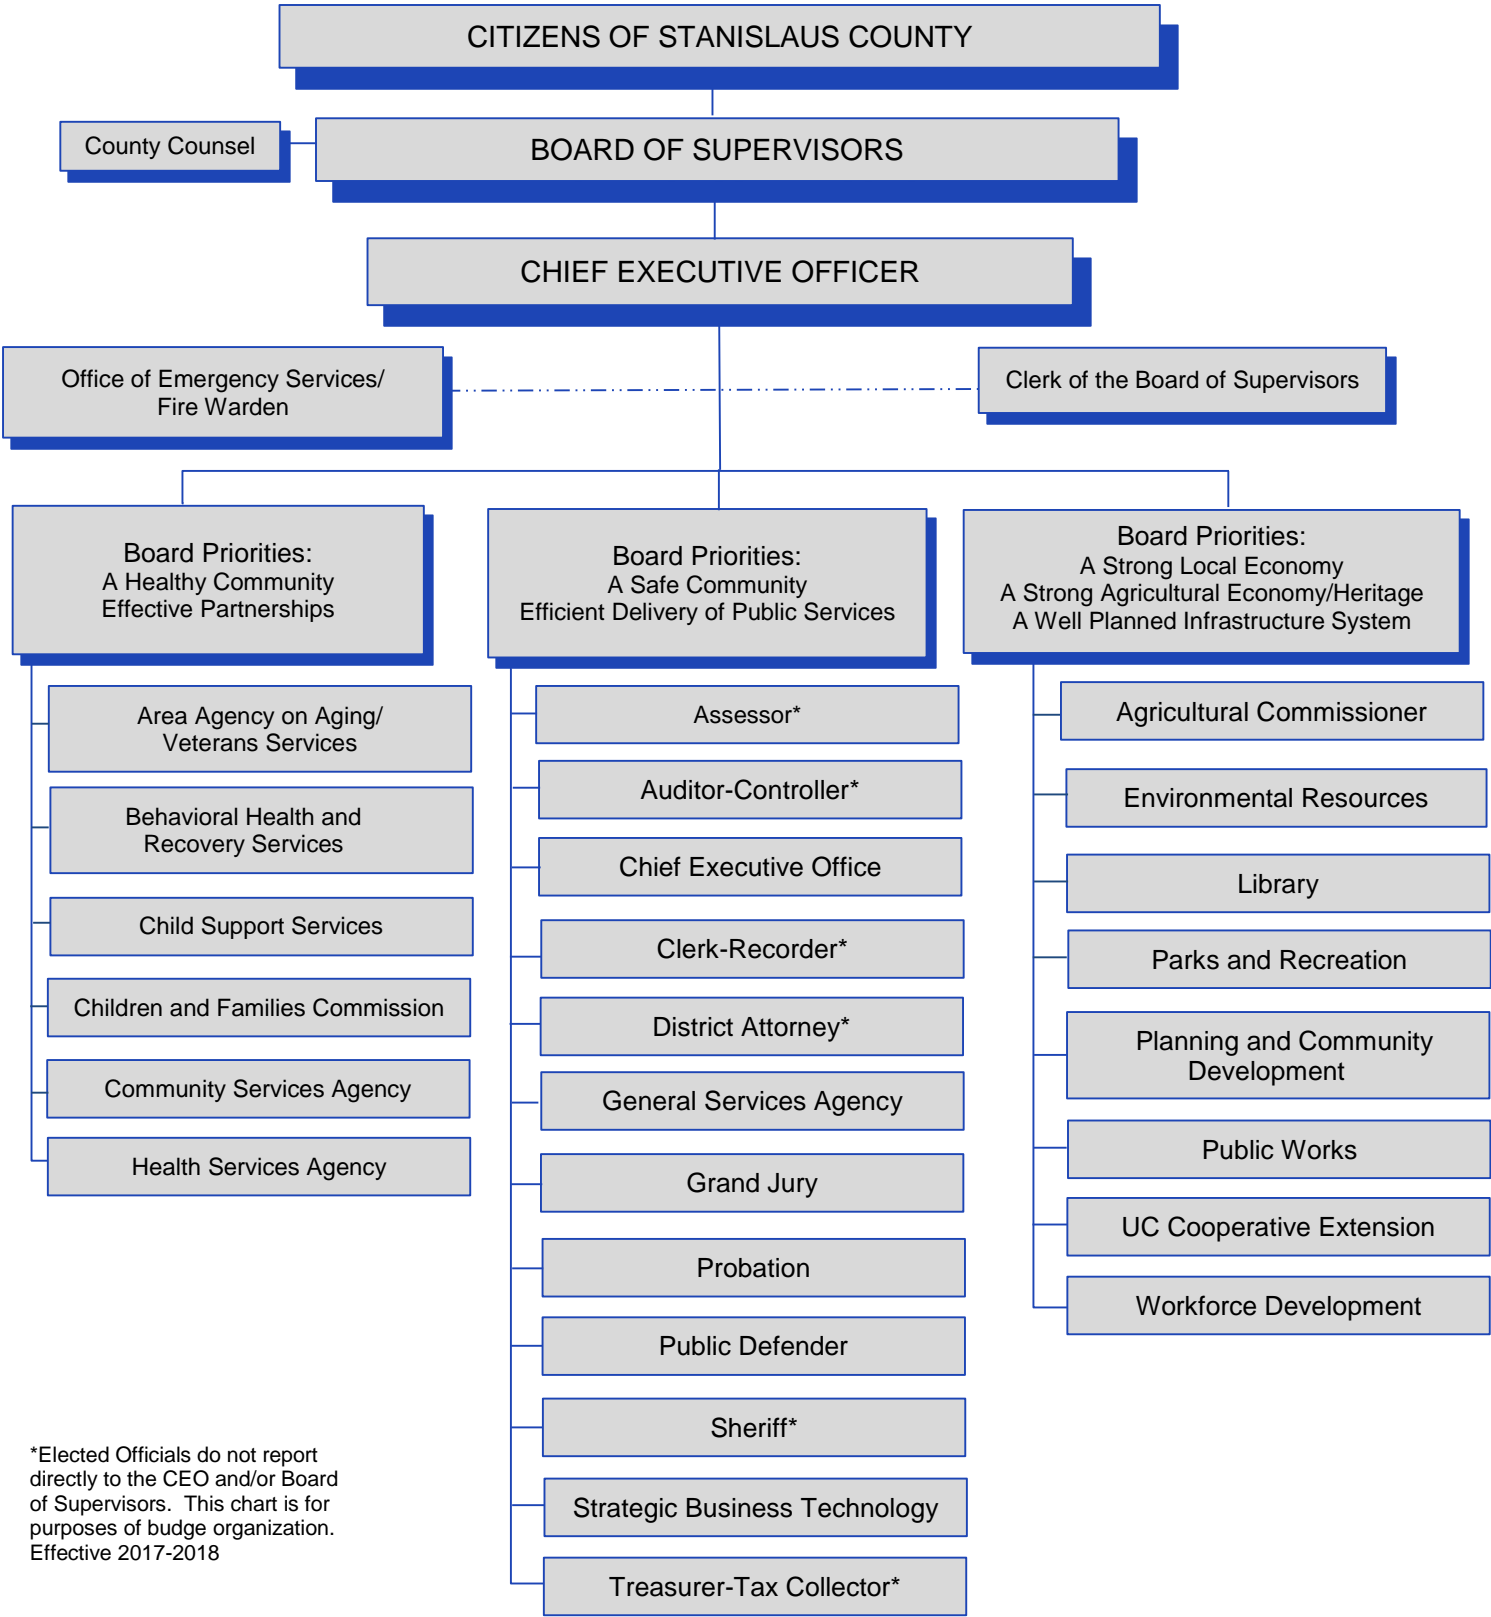 CITIZENS OF STANISLAUS COUNTY
County Counsel
BOARD OF SUPERVISORS
CHIEF EXECUTIVE OFFICER
Office of Emergency Services/
Fire Warden
Clerk of the Board of Supervisors
Board Priorities:
A Healthy Community
Effective Partnerships
Area Agency on Aging/
Veterans Services
Behavioral Health and
Recovery Services
Child Support Services
Children and Families Commission
Community Services Agency
Health Services Agency
Board Priorities:
A Safe Community
Efficient Delivery of Public Services
Assessor*
Auditor-Controller*
Chief Executive Office
Clerk-Recorder*
District Attorney*
General Services Agency
Grand Jury
Probation
Public Defender
Sheriff*
Strategic Business Technology
Treasurer-Tax Collector*
Board Priorities:
A Strong Local Economy
A Strong Agricultural Economy/Heritage
A Well Planned Infrastructure System
Agricultural Commissioner
Environmental Resources
Library
Parks and Recreation
Planning and Community
Development
Public Works
UC Cooperative Extension
Workforce Development
*Elected Officials do not report
directly to the CEO and/or Board
of Supervisors.  This chart is for
purposes of budge organization.
Effective 2017-2018